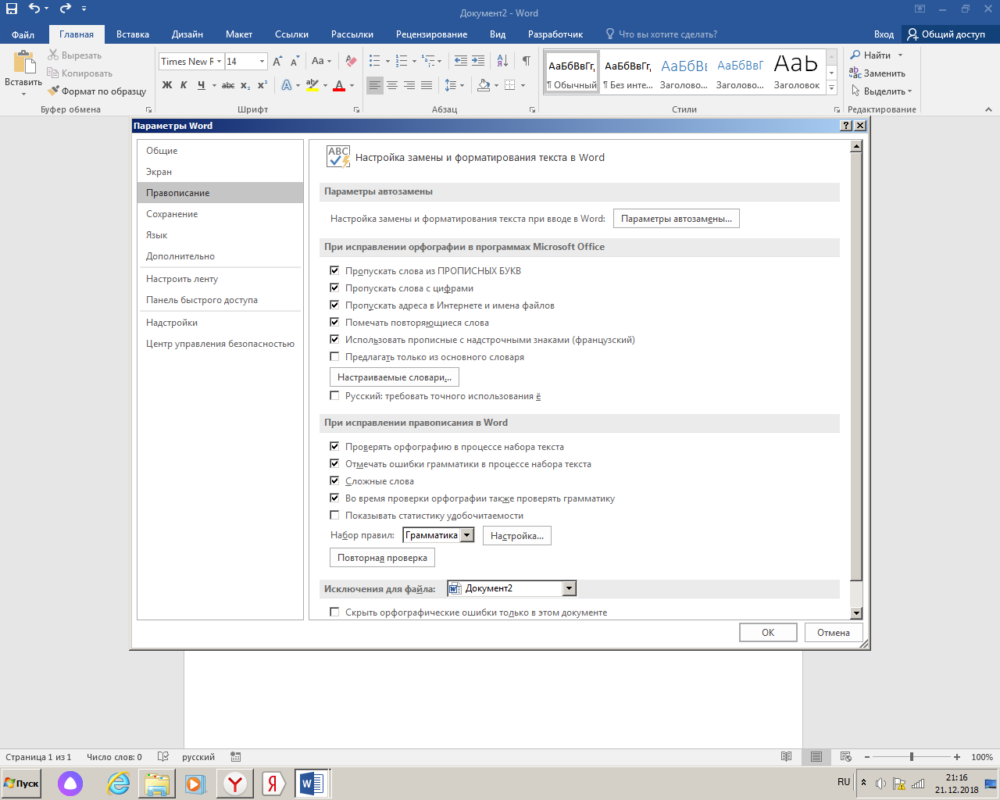 Документ2 - Word
Файл Главная Вставка Дизайн Макет Ссылки Рассылки Рецензирование Вид Разработчик Что вы хотите сделать? Вход Общий доступ
Вставить
Вырезать
Копировать
Формат по образцу
Буфер обмена
Times New R 14
Aa
Ж К Ч abc x₂ x² A aby A
Шрифт
Абзац
АаБбВвГг, АаБбВвГг, АаБбВв АаБбВвГ АаЬ
¶ Обычный ¶ Без инте... Заголово... Заголово... Заголовок
Стили
Найти
Заменить
Выделить
Редактирование
Параметры Word
Общие
Экран
Правописание
Сохранение
Язык
Дополнительно
Настроить ленту
Панель быстрого доступа
Надстройки
Центр управления безопасностью
ABC
Настройка замены и форматирования текста в Word
Параметры автозамены
Настройка замены и форматирования текста при вводе в Word: Параметры автозамены...
При исправлении орфографии в программах Microsoft Office
Пропускать слова из ПРОПИСНЫХ БУКВ
Пропускать слова с цифрами
Пропускать адреса в Интернете и имена файлов
Помечать повторяющиеся слова
Использовать прописные с надстрочными знаками (французский)
Предлагать только из основного словаря
Настраиваемые словари...
Русский: требовать точного использования ё
При исправлении правописания в Word
Проверять орфографию в процессе набора текста
Отмечать ошибки грамматики в процессе набора текста
Сложные слова
Во время проверки орфографии также проверять грамматику
Показывать статистику удобочитаемости
Набор правил: Грамматика Настройка...
Повторная проверка
Исключения для файла: Документ2
Скрыть орфографические ошибки только в этом документе
ОК Отмена
Страница 1 из 1 Число слов: 0 русский 100%
Пуск
Я
RU
21:16
21.12.2018